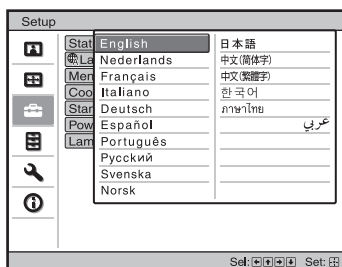 Setup
Stat
La
Men
Coo
Star
Pow
Lam
English
Nederlands
Français
Italiano
Deutsch
Español
Português
Русский
Svenska
Norsk
日本語
中文(简体字)
中文(繁體字)
한국어
ภาษาไทย
عربي
Sel: Set: